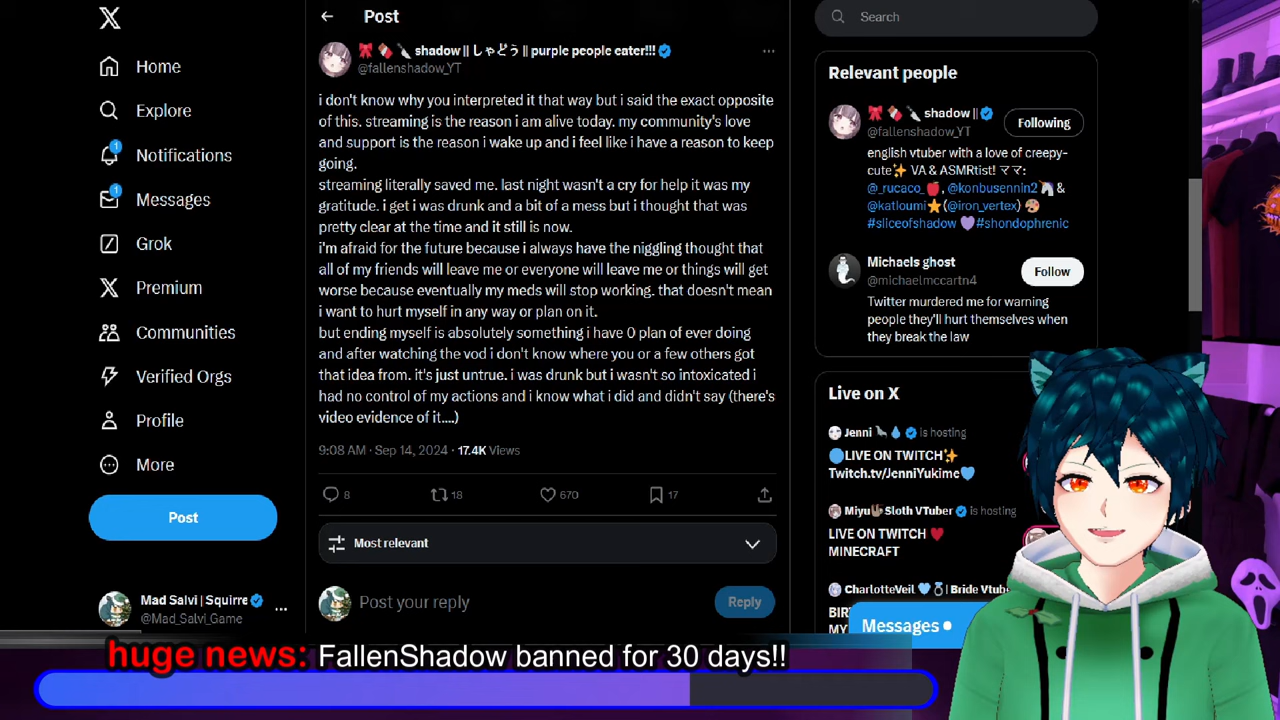 Home
Explore
1
Notifications
1
Messages
Grok
Premium
Communities
Verified Orgs
Profile
More
Post
Mad Salvi | Squirre
@Mad_Salvi_Game
Post
shadow || しゃどう || purple people eater!!!
@fallenshadow_YT
i don't know why you interpreted it that way but i said the exact opposite
of this. streaming is the reason i am alive today. my community's love
and support is the reason i wake up and i feel like i have a reason to keep
going.
streaming literally saved me. last night wasn't a cry for help it was my
gratitude. i get i was drunk and a bit of a mess but i thought that was
pretty clear at the time and it still is now.
i'm afraid for the future because i always have the niggling thought that
all of my friends will leave me or everyone will leave me or things will get
worse because eventually my meds will stop working. that doesn't mean
i want to hurt myself in any way or plan on it.
but ending myself is absolutely something i have 0 plan of ever doing
and after watching the vod i don't know where you or a few others got
that idea from. it's just untrue. i was drunk but i wasn't so intoxicated i
had no control of my actions and i know what i did and didn't say (there's
video evidence of it....)
9:08 AM · Sep 14, 2024 · 17.4K Views
8 18 670 17
Most relevant
Post your reply
Reply
Search
Relevant people
shadow ||
@fallenshadow_YT
Following
english vtuber with a love of creepy-
cute✨ VA & ASMRtist! ママ:
@_rucaco_🍎, @konbusennin2🦄 &
@katloumi⭐(@iron_vertex)🎨
#sliceofshadow 💜#shondophrenic
Michaels ghost
@michaelmccartn4
Follow
Twitter murdered me for warning
people they'll hurt themselves when
they break the law
Live on X
Jenni is hosting
🔵LIVE ON TWITCH✨
Twitch.tv/JenniYukime💙
Miyu Sloth VTuber is hosting
LIVE ON TWITCH ♥
MINECRAFT
CharlotteVeil | Bride Vtube
Messages
huge news: FallenShadow banned for 30 days!!